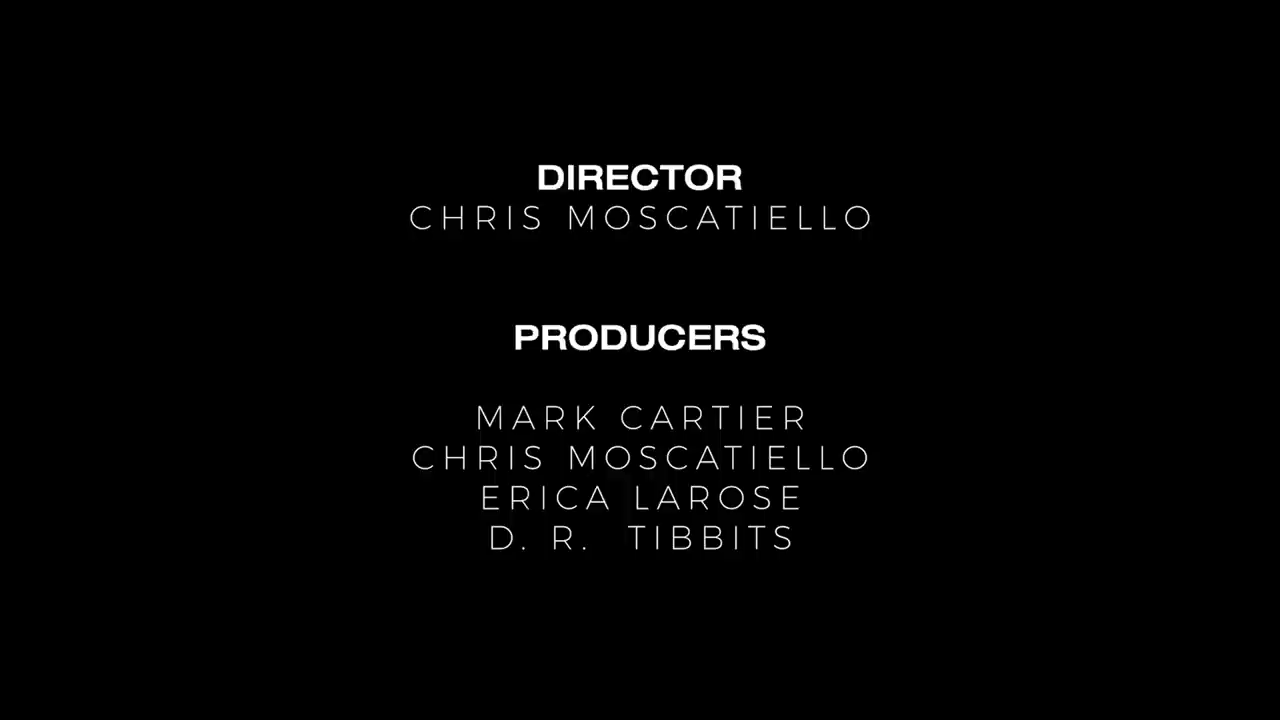 DIRECTOR
CHRIS MOSCATIELLO
PRODUCERS
MARK CARTIER
CHRIS MOSCATIELLO
ERICA LAROSE
D. R. TIBBITS